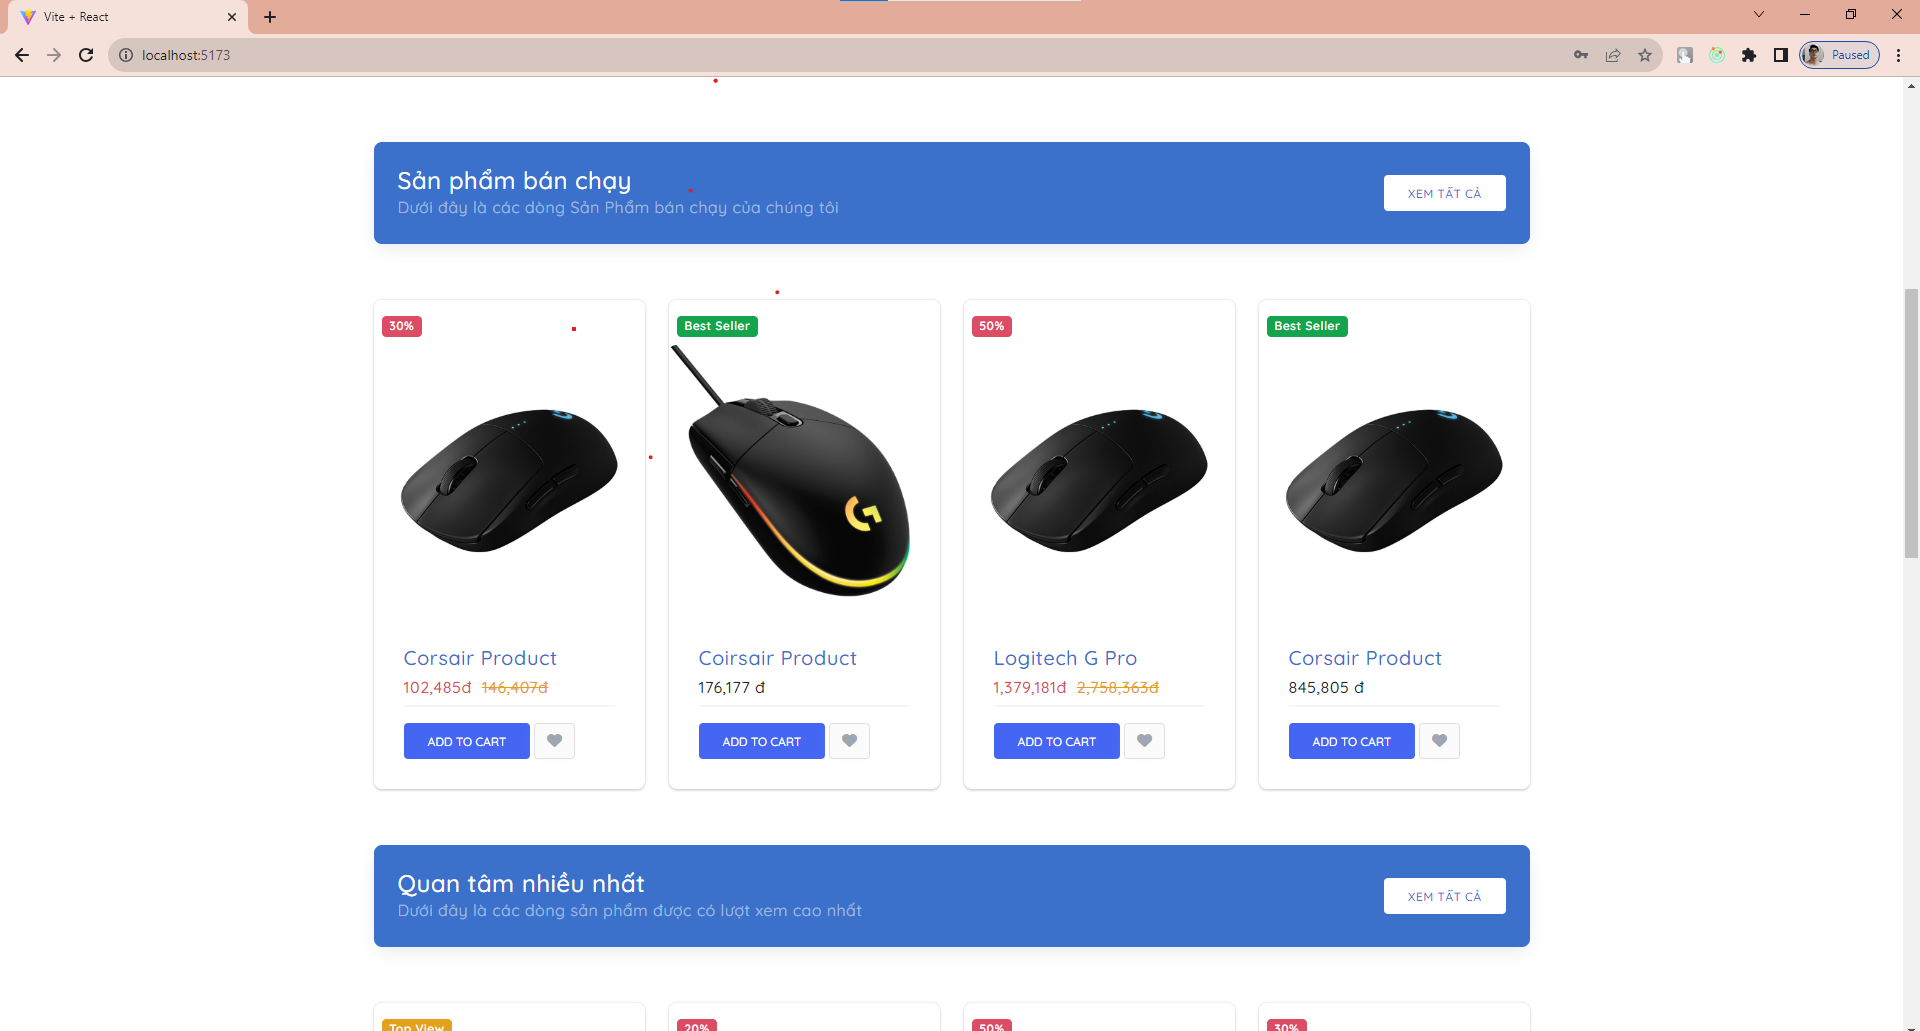 Vite + React
localhost:5173
Paused
Sản phẩm bán chạy
Dưới đây là các dòng Sản Phẩm bán chạy của chúng tôi
XEM TẤT CẢ
30%
Best Seller
50%
Best Seller
Corsair Product
102,485đ 146,407đ
ADD TO CART
Coirsair Product
176,177 đ
ADD TO CART
Logitech G Pro
1,379,181đ 2,758,363đ
ADD TO CART
Corsair Product
845,805 đ
ADD TO CART
Quan tâm nhiều nhất
Dưới đây là các dòng sản phẩm được có lượt xem cao nhất
XEM TẤT CẢ
Top View
20%
50%
30%